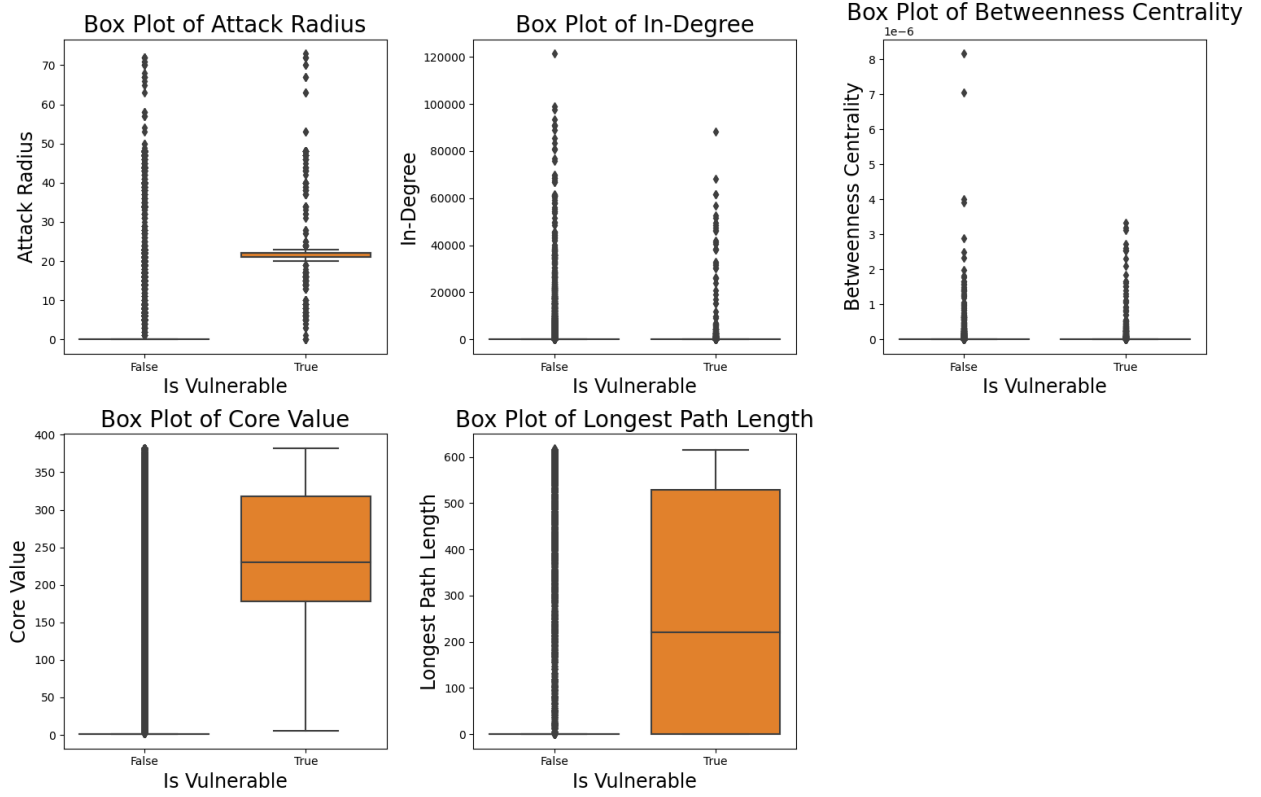 Box Plot of Attack Radius
Attack Radius
70
60
50
40
30
20
10
0
False
True
Is Vulnerable
Box Plot of In-Degree
In-Degree
120000
100000
80000
60000
40000
20000
0
False
True
Is Vulnerable
Box Plot of Betweenness Centrality
1e−6
Betweenness Centrality
8
7
6
5
4
3
2
1
0
False
True
Is Vulnerable
Box Plot of Core Value
Core Value
400
350
300
250
200
150
100
50
0
False
True
Is Vulnerable
Box Plot of Longest Path Length
Longest Path Length
600
500
400
300
200
100
0
False
True
Is Vulnerable